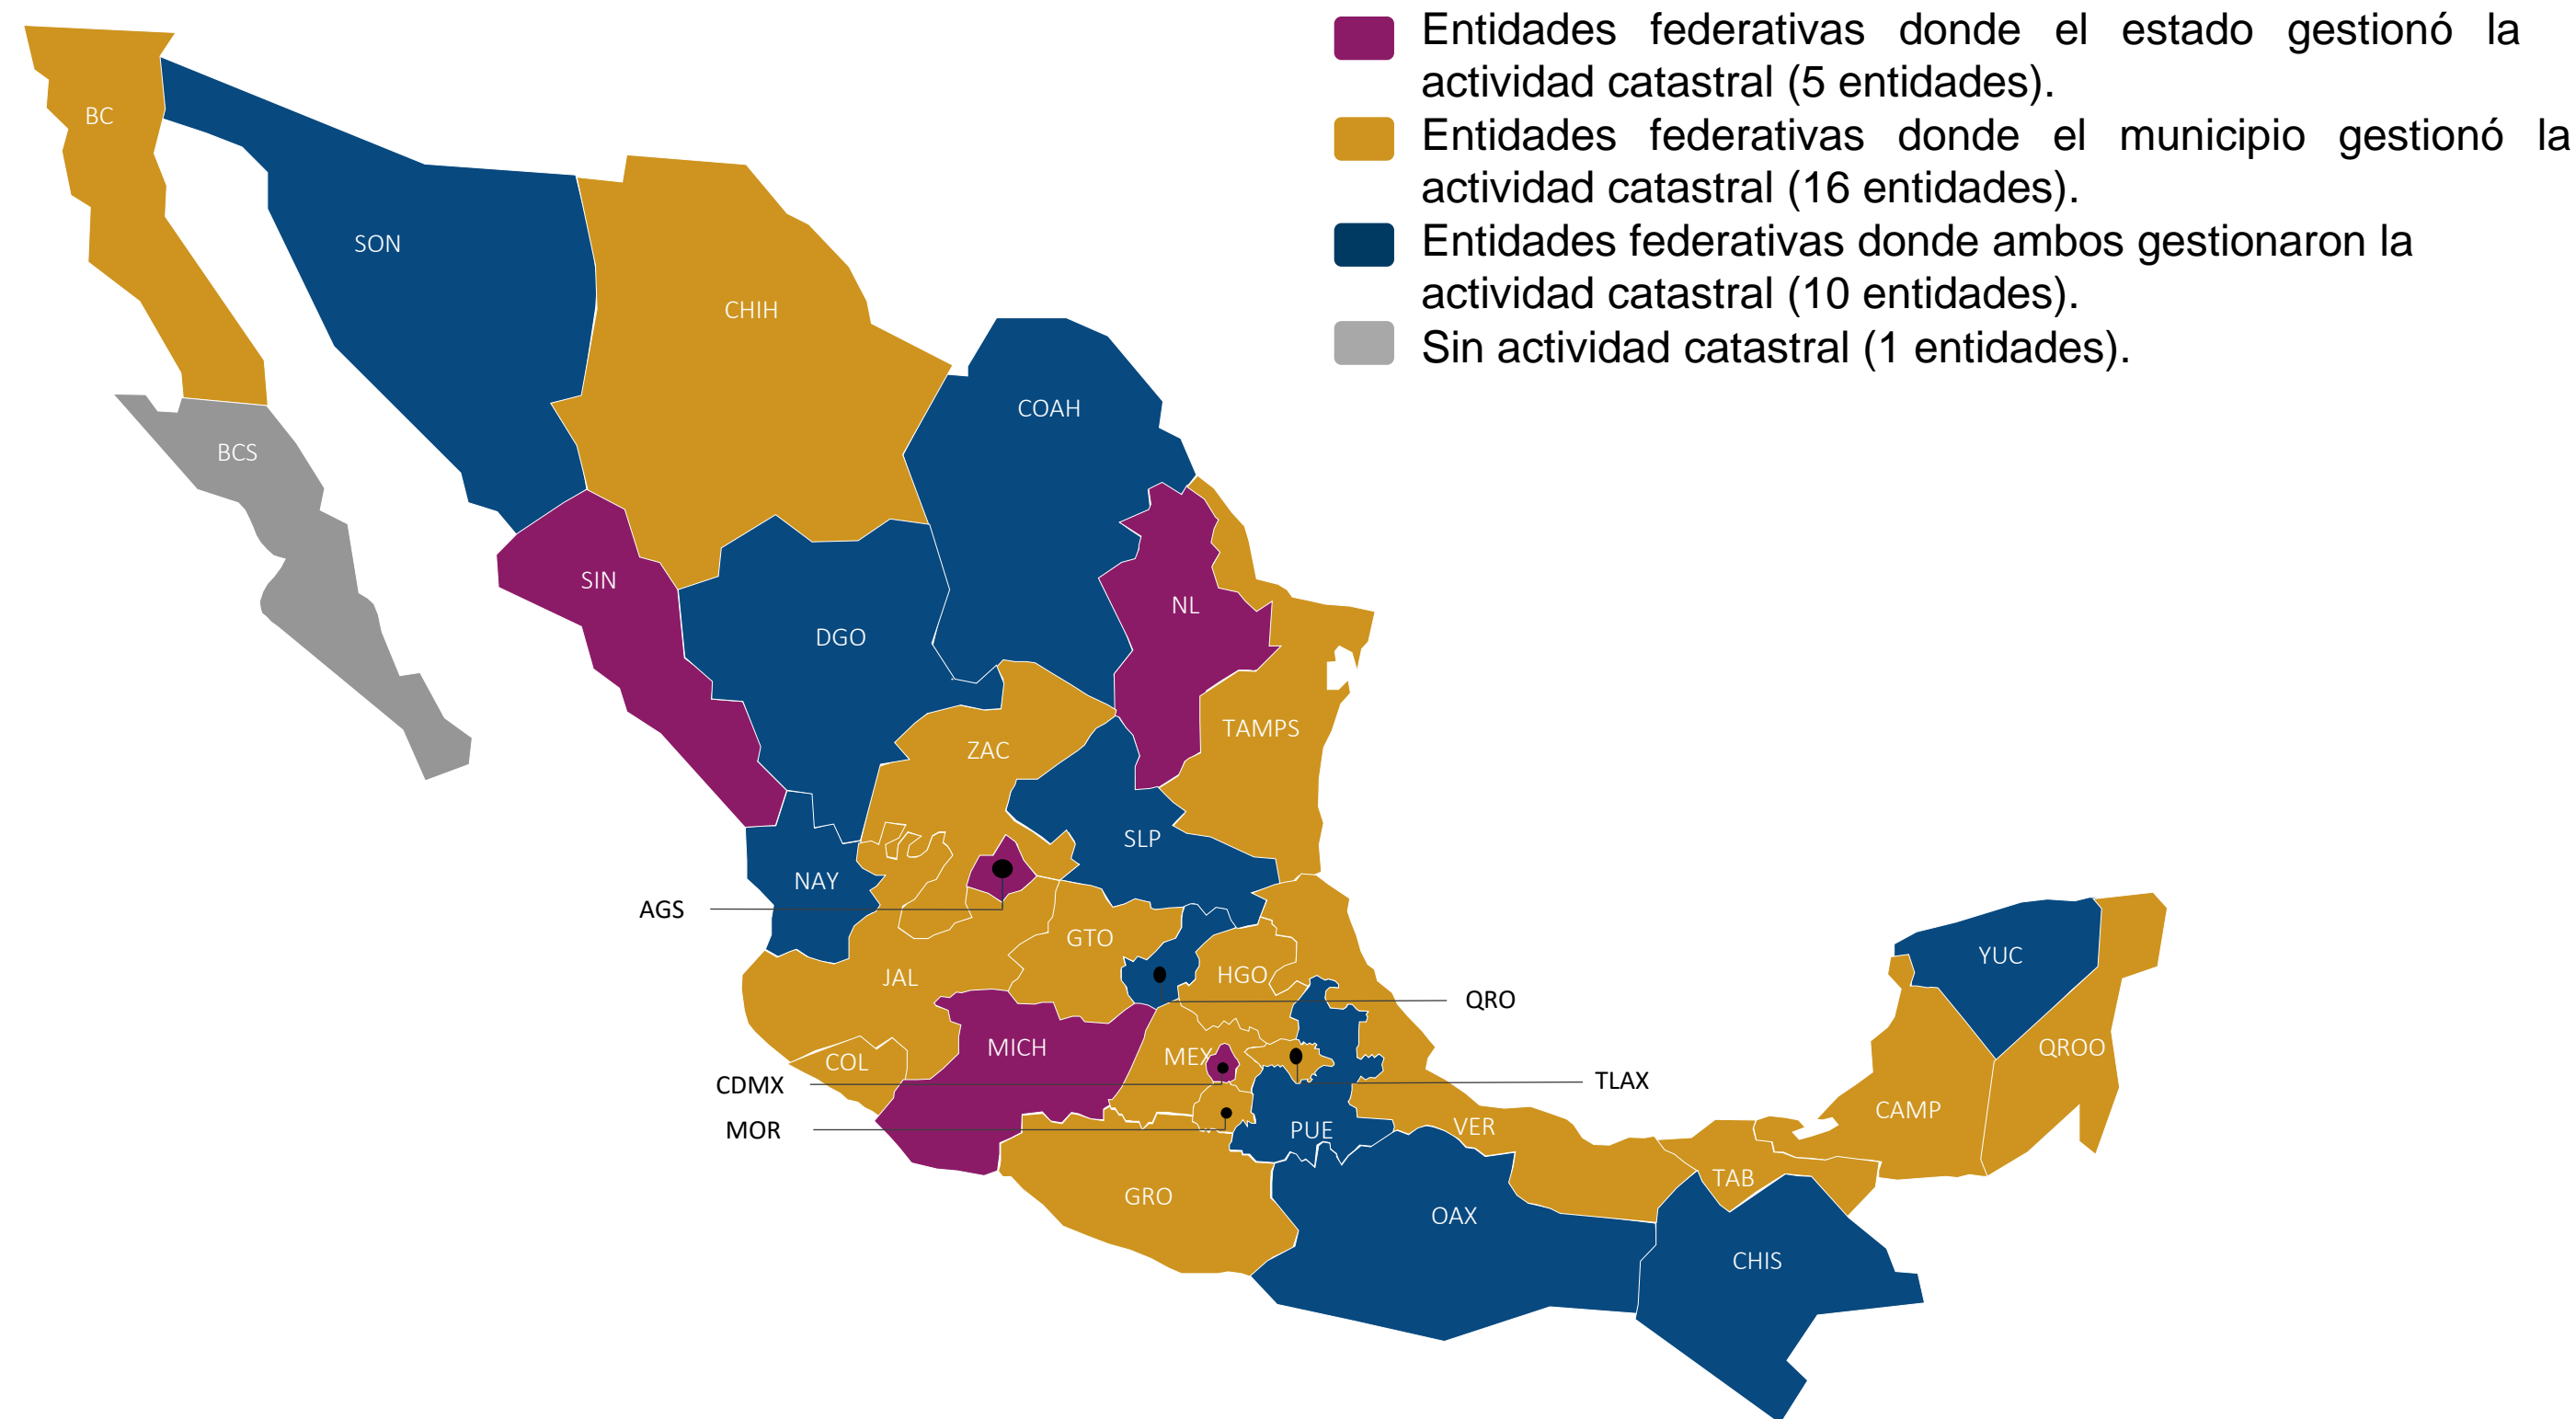 Entidades federativas donde el estado gestionó la
actividad catastral (5 entidades).
Entidades federativas donde el municipio gestionó la
actividad catastral (16 entidades).
Entidades federativas donde ambos gestionaron la
actividad catastral (10 entidades).
Sin actividad catastral (1 entidades).
BC
SON
CHIH
COAH
BCS
SIN
NL
DGO
TAMPS
ZAC
SLP
NAY
AGS
GTO
YUC
JAL
HGO
QRO
MICH
QROO
MEX
COL
CDMX
TLAX
CAMP
MOR
PUE
VER
TAB
GRO
OAX
CHIS